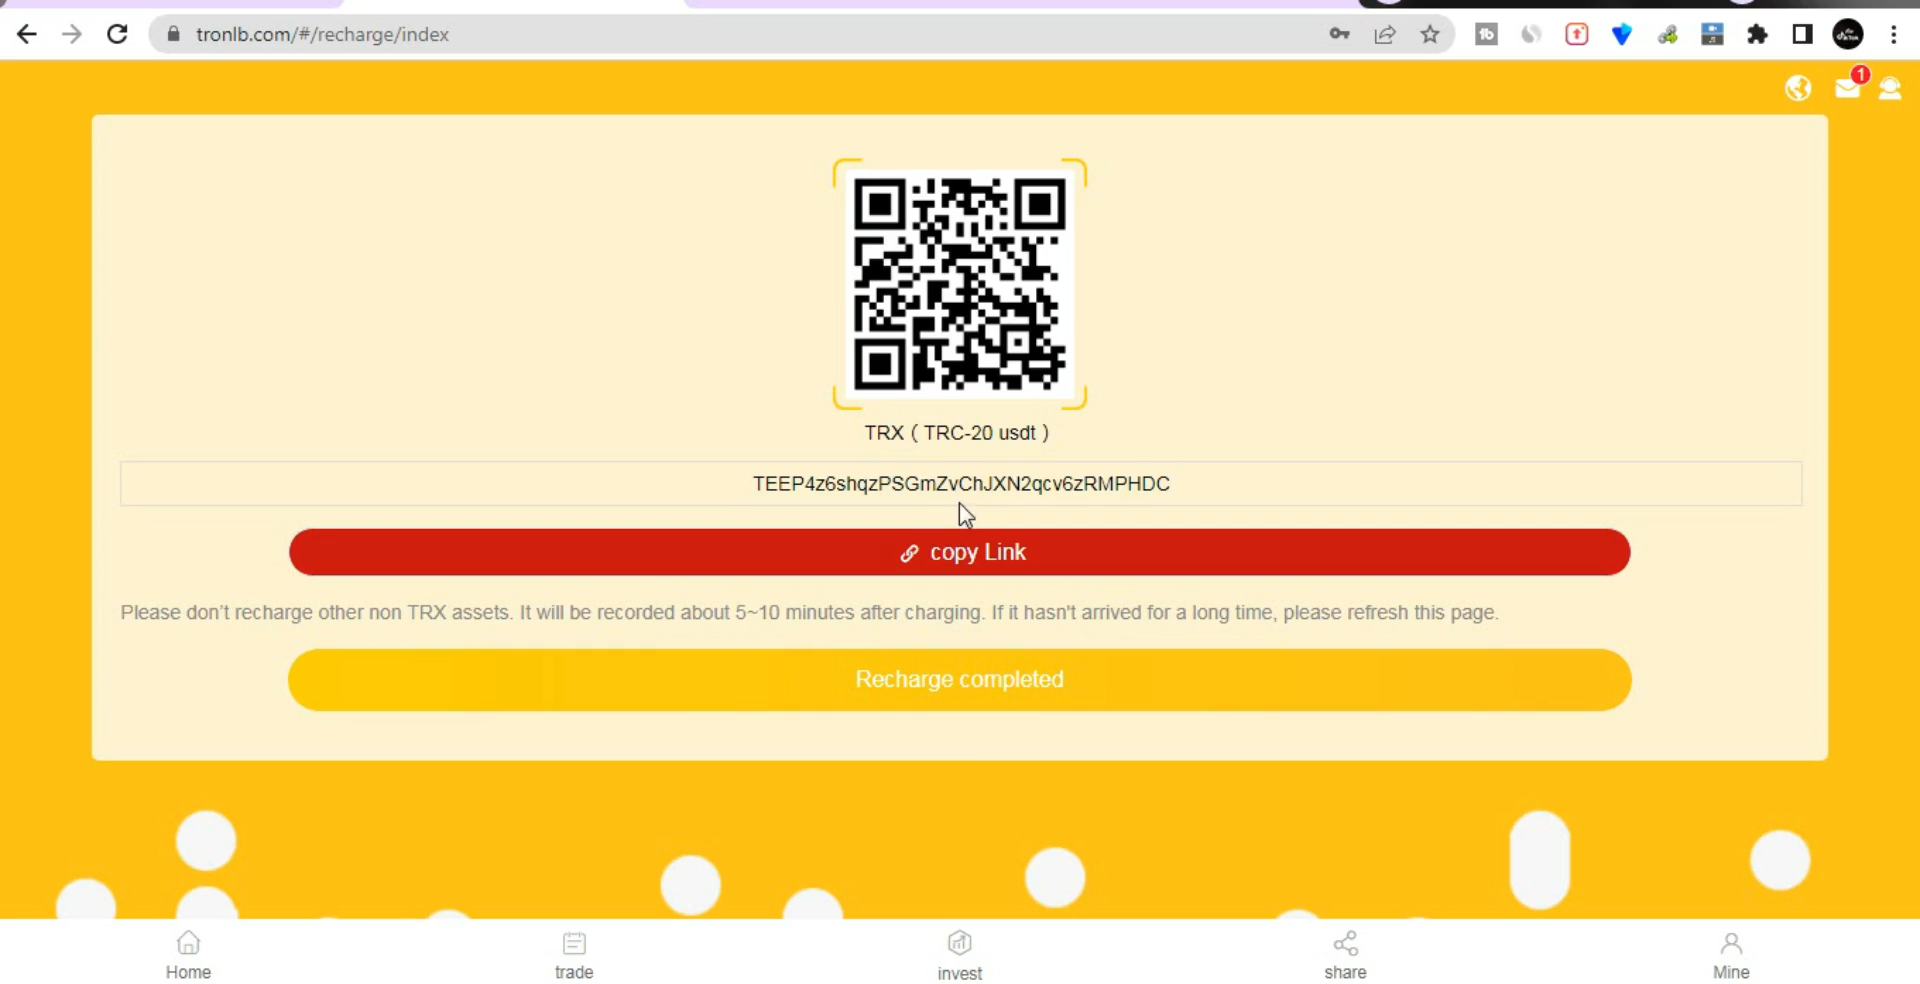 tronlb.com/#/recharge/index
1
TRX ( TRC-20 usdt )
TEEP4z6shqzPSGmZvChJXN2qcv6zRMPHDC
copy Link
Please don't recharge other non TRX assets. It will be recorded about 5~10 minutes after charging. If it hasn't arrived for a long time, please refresh this page.
Recharge completed
Home
trade
invest
share
Mine